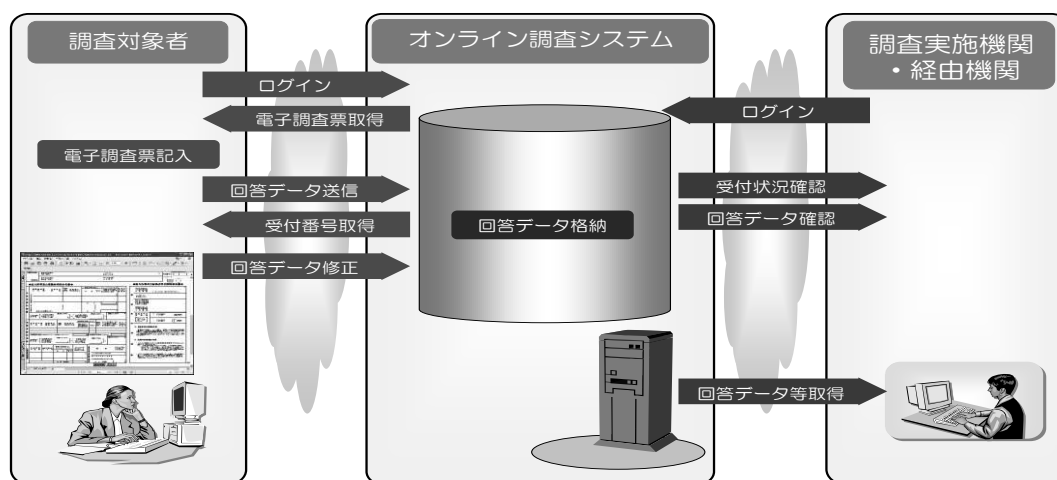 調査対象者
オンライン調査システム
調査実施機関
・経由機関
ログイン
電子調査票取得
電子調査票記入
回答データ送信
受付番号取得
回答データ修正
回答データ格納
ログイン
受付状況確認
回答データ確認
回答データ等取得